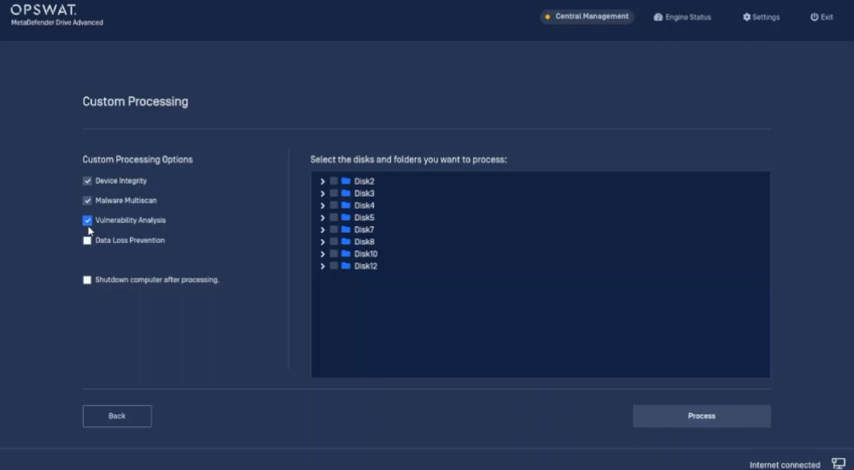 OPSWAT.
MetaDefender Drive Advanced
Central Management
Engine Status
Settings
Exit
Custom Processing
Custom Processing Options
Device Integrity
Malware Multiscan
Vulnerability Analysis
Data Loss Prevention
Shutdown computer after processing.
Select the disks and folders you want to process:
Disk2
Disk3
Disk4
Disk5
Disk7
Disk8
Disk10
Disk12
Back
Process
Internet connected